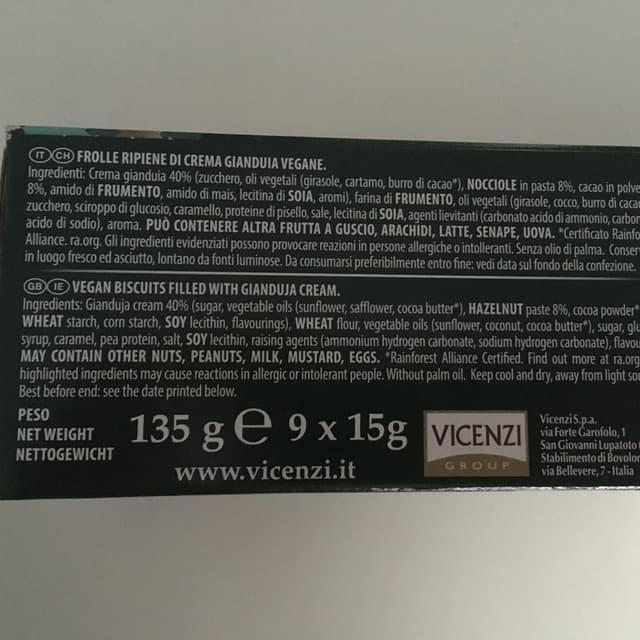 IT CH FROLLE RIPIENE DI CREMA GIANDUIA VEGANE.
Ingredienti: Crema gianduia 40% (zucchero, oli vegetali (girasole, cartamo, burro di cacao*), NOCCIOLE in pasta 8%, cacao in
8%, amido di FRUMENTO, amido di mais, lecitina di SOIA, aromi), farina di FRUMENTO, oli vegetali (girasole, cocco, burro di
zucchero, sciroppo di glucosio, caramello, proteine di pisello, sale, lecitina di SOIA, agenti lievitanti (carbonato acido di ammonio,
acido di sodio), aroma. PUÒ CONTENERE ALTRA FRUTTA A GUSCIO, ARACHIDI, LATTE, SENAPE, UOVA. *Certificato
Alliance. ra.org. Gli ingredienti evidenziati possono provocare reazioni in persone allergiche o intolleranti. Senza olio di palma.
in luogo fresco ed asciutto, lontano da fonti luminose. Da consumarsi preferibilmente entro fine: vedi data sul fondo della confezione.
GB IE VEGAN BISCUITS FILLED WITH GIANDUJA CREAM.
Ingredients: Gianduja cream 40% (sugar, vegetable oils (sunflower, safflower, cocoa butter*), HAZELNUT paste 8%, cocoa powder*
WHEAT starch, corn starch, SOY lecithin, flavourings), WHEAT flour, vegetable oils (sunflower, coconut, cocoa butter*), sugar,
syrup, caramel, pea protein, salt, SOY lecithin, raising agents (ammonium hydrogen carbonate, sodium hydrogen carbonate),
MAY CONTAIN OTHER NUTS, PEANUTS, MILK, MUSTARD, EGGS. *Rainforest Alliance Certified. Find out more at ra.org
highlighted ingredients may cause reactions in allergic or intolerant people. Without palm oil. Keep cool and dry, away from light
Best before end: see the date printed below.
PESO
NET WEIGHT
NETTOGEWICHT
135 g e 9 x 15g
www.vicenzi.it
VICENZI
GROUP
Vicenzi S.p.a.
via Forte Garofolo, 1
San Giovanni Lupatoto
Stabilimento di
via Bellevere, 7 - Italia